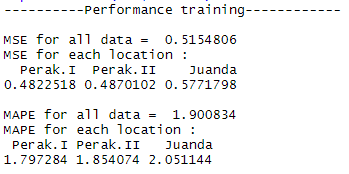 ----------Performance training------------
MSE for all data =  0.5154806
MSE for each location :
  Perak.I  Perak.II    Juanda
0.4822518 0.4870102 0.5771798
MAPE for all data =  1.900834
MAPE for each location :
 Perak.I Perak.II   Juanda
1.797284 1.854074 2.051144